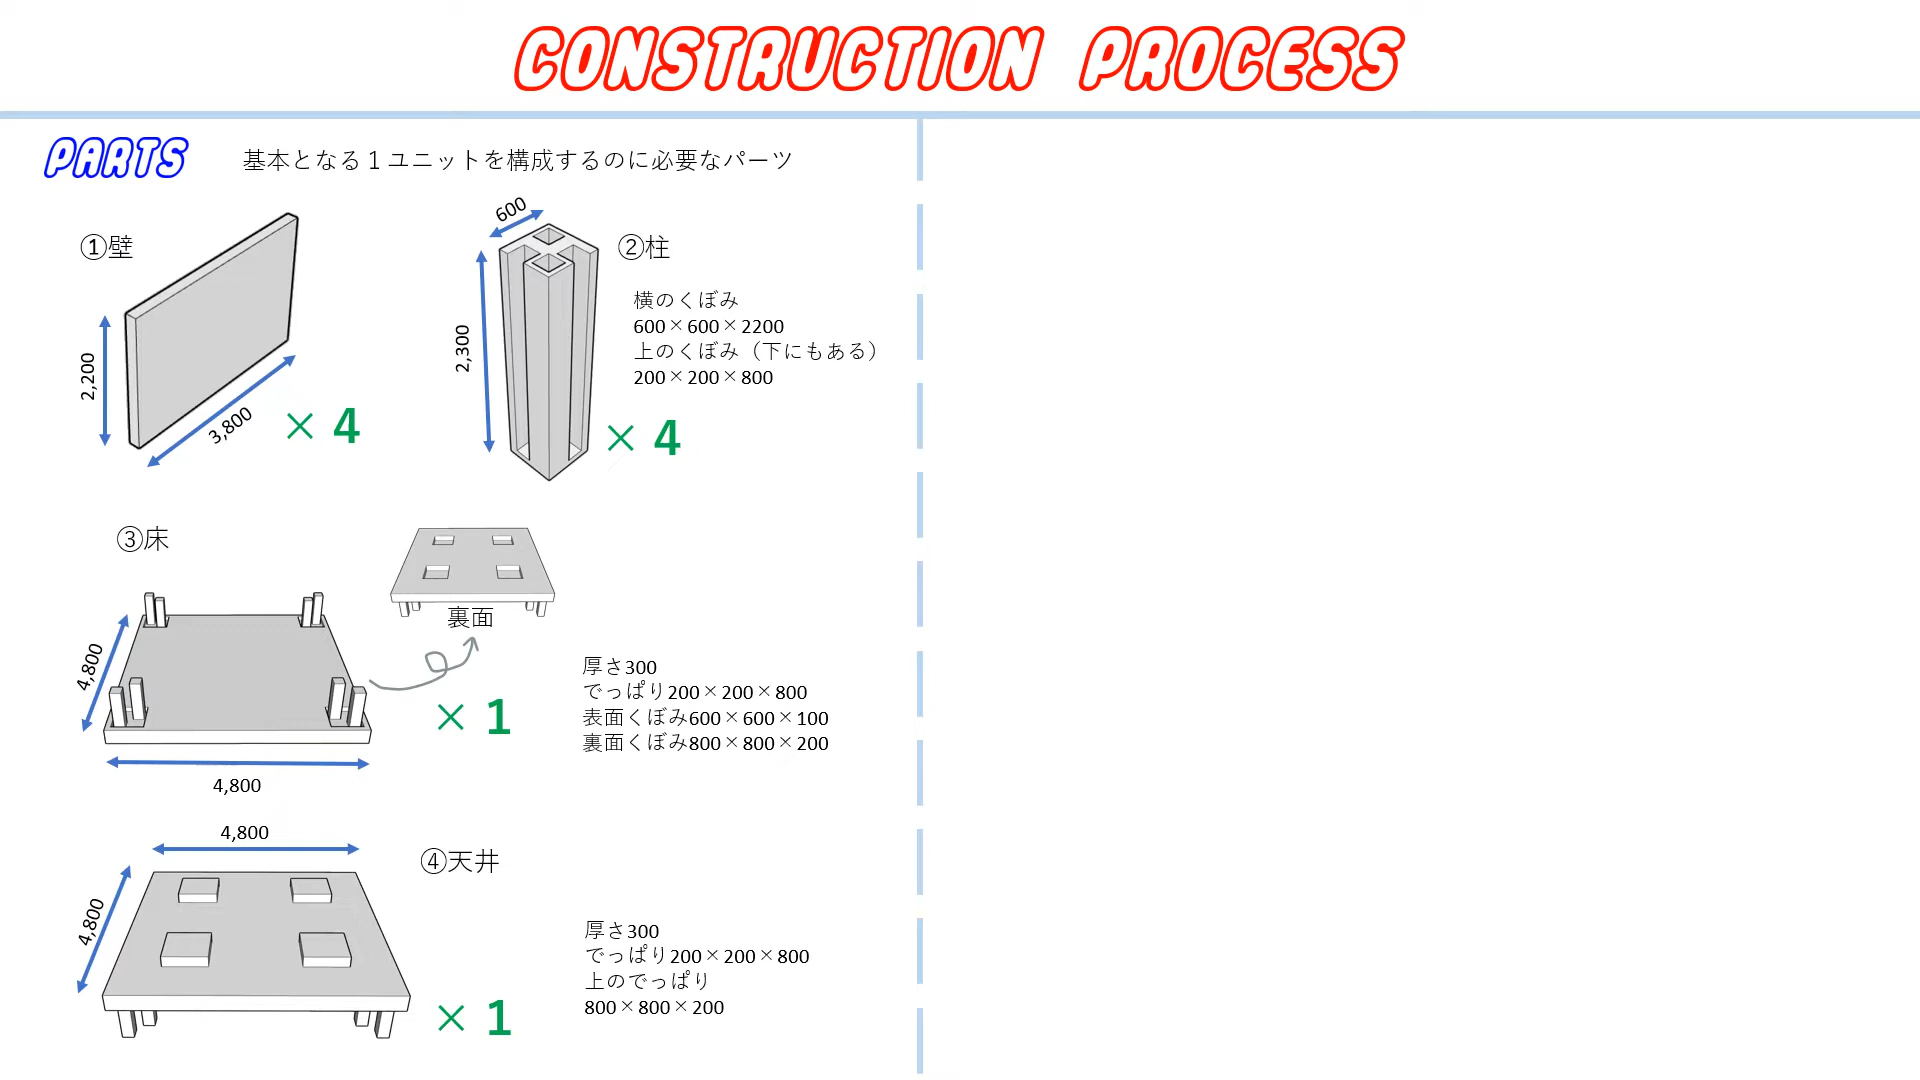 CONSTRUCTION PROCESS
PARTS
基本となる1ユニットを構成するのに必要なパーツ
①壁
2,200
3,800
×4
600
②柱
2,300
横のくぼみ
600×600×2200
上のくぼみ（下にもある）
200×200×800
×4
③床
裏面
4,800
4,800
×1
厚さ300
でっぱり200×200×800
表面くぼみ600×600×100
裏面くぼみ800×800×200
4,800
④天井
4,800
×1
厚さ300
でっぱり200×200×800
上のでっぱり
800×800×200